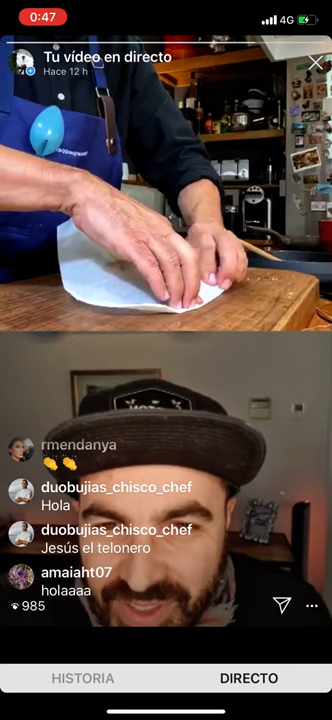 0:47
4G
Tu vídeo en directo
Hace 12 h
rmendanya
👏👏
duobujias_chisco_chef
Hola
duobujias_chisco_chef
Jesús el telonero
amaiaht07
holaaaa
985
HISTORIA
DIRECTO